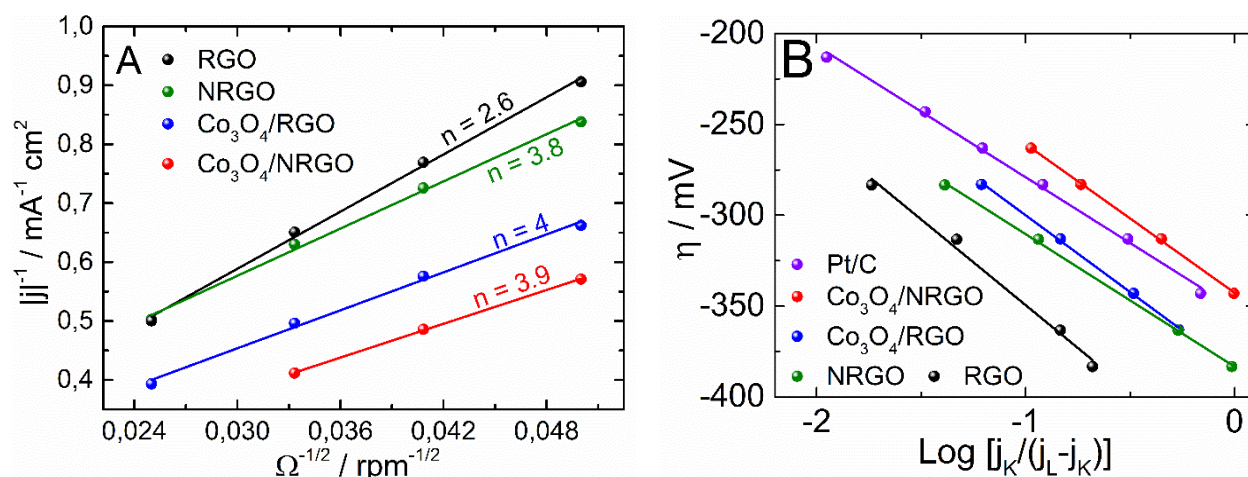 A
RGO
NRGO
Co₃O₄/RGO
Co₃O₄/NRGO
n = 2.6
n = 3.8
n = 4
n = 3.9
1,0
0,9
0,8
0,7
0,6
0,5
0,4
|j|⁻¹ / mA⁻¹ cm²
0,024 0,030 0,036 0,042 0,048
Ω⁻¹/² / rpm⁻¹/²
B
-200
-250
-300
-350
-400
η / mV
Pt/C
Co₃O₄/NRGO
Co₃O₄/RGO
NRGO RGO
-2 -1 0
Log [jK/(jL-jK)]